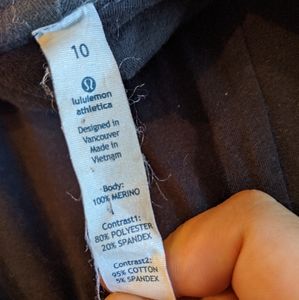 10
lululemon
athletica
Designed in
Vancouver
Made in
Vietnam
Body:
100% MERINO
Contrast1:
80% POLYESTER
20% SPANDEX
Contrast2:
95% COTTON
5% SPANDEX